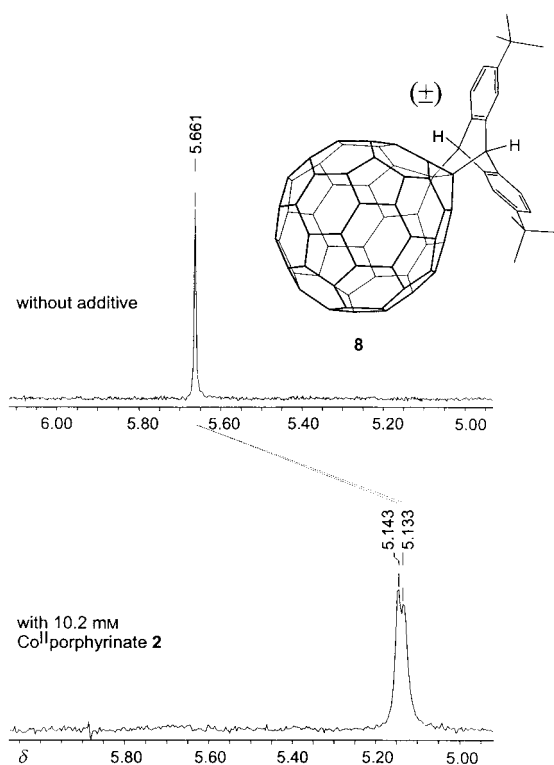 (±)
H
H
5.661
without additive
8
6.00 5.80 5.60 5.40 5.20 5.00
5.143
5.133
with 10.2 mM
CoIIporphyrinate 2
δ 5.80 5.60 5.40 5.20 5.00